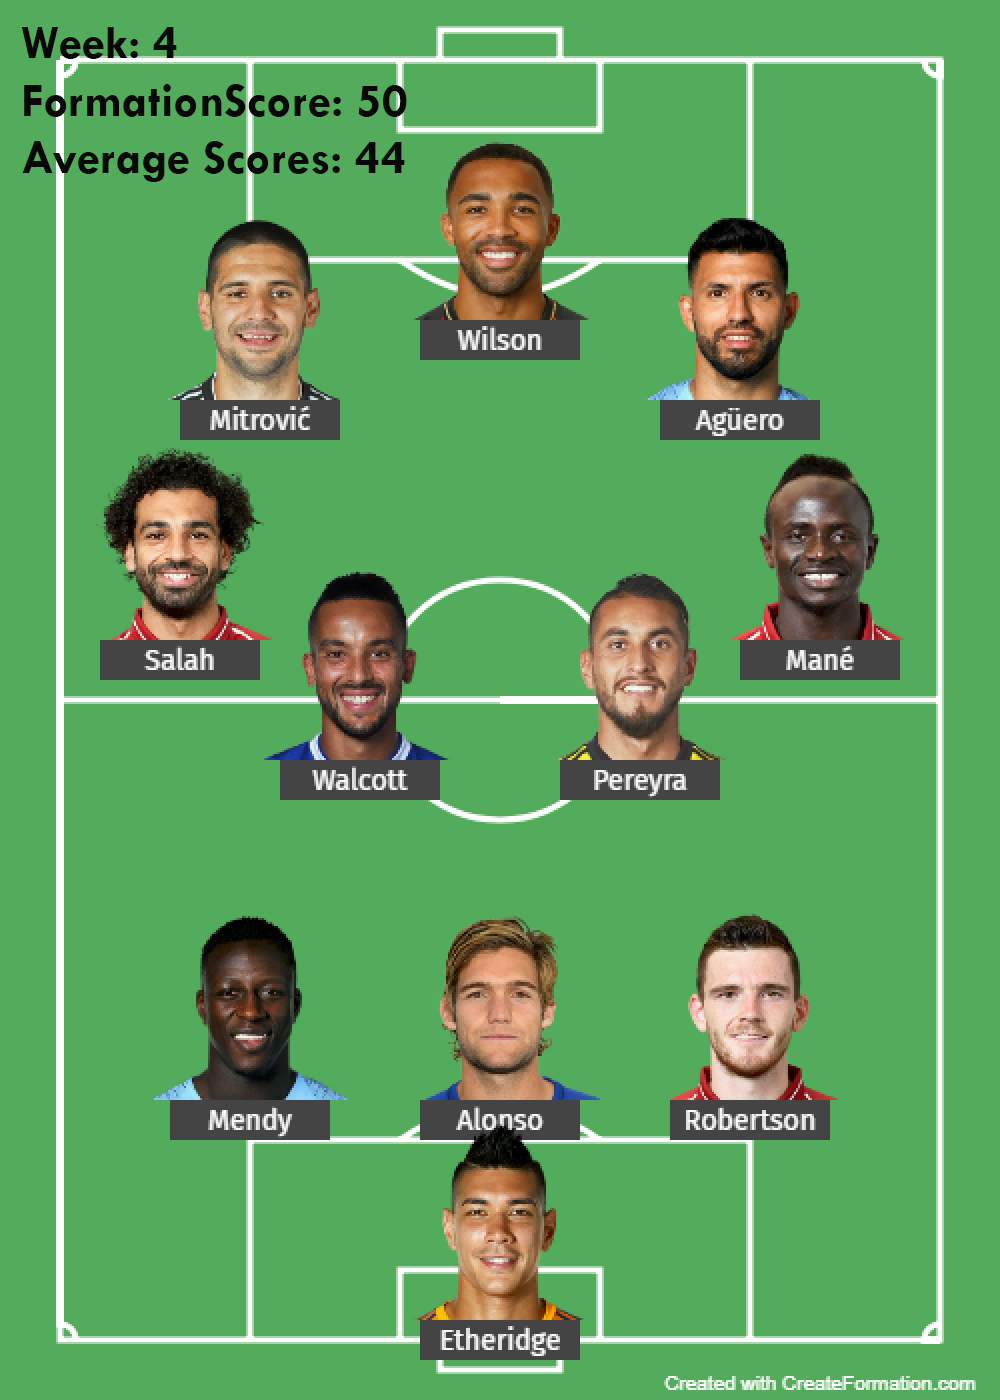 Week: 4
FormationScore: 50
Average Scores: 44
Wilson
Mitrović
Agüero
Salah
Mané
Walcott
Pereyra
Mendy
Alonso
Robertson
Etheridge
Created with CreateFormation.com